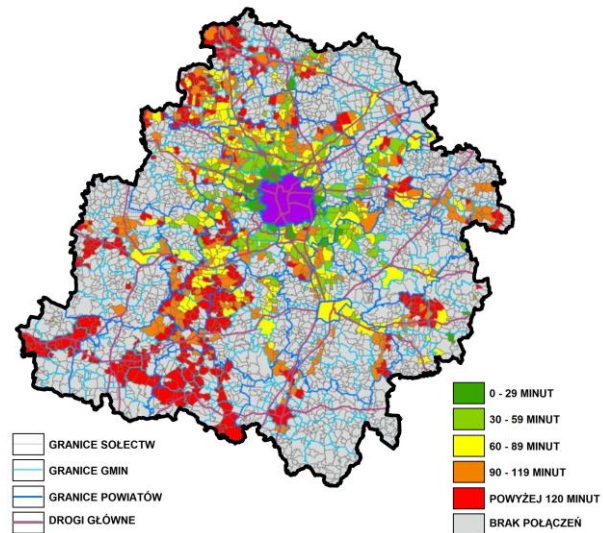 GRANICE SOŁECTW
GRANICE GMIN
GRANICE POWIATÓW
DROGI GŁÓWNE
0 - 29 MINUT
30 - 59 MINUT
60 - 89 MINUT
90 - 119 MINUT
POWYŻEJ 120 MINUT
BRAK POŁĄCZEŃ